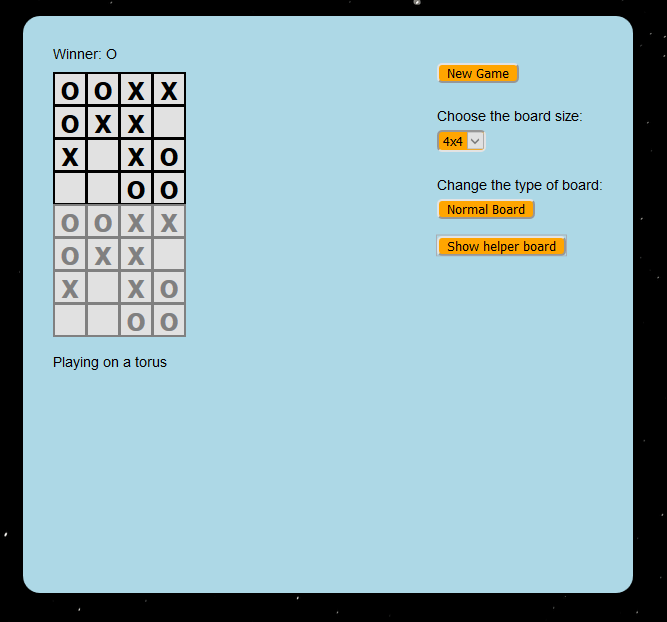 Winner: O
O O X X
O X X
X X O
O O
O O X X
O X X
X X O
O O
Playing on a torus
New Game
Choose the board size:
4x4
Change the type of board:
Normal Board
Show helper board